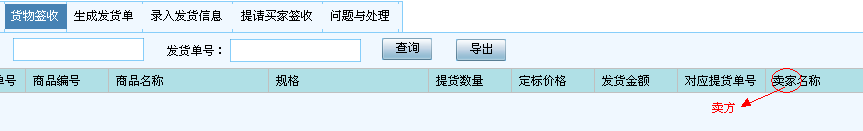 货物签收 生成发货单 录入发货信息 提请买家签收 问题与处理
发货单号： 查询 导出
单号 商品编号 商品名称 规格 提货数量 定标价格 发货金额 对应提货单号 卖家名称
卖方